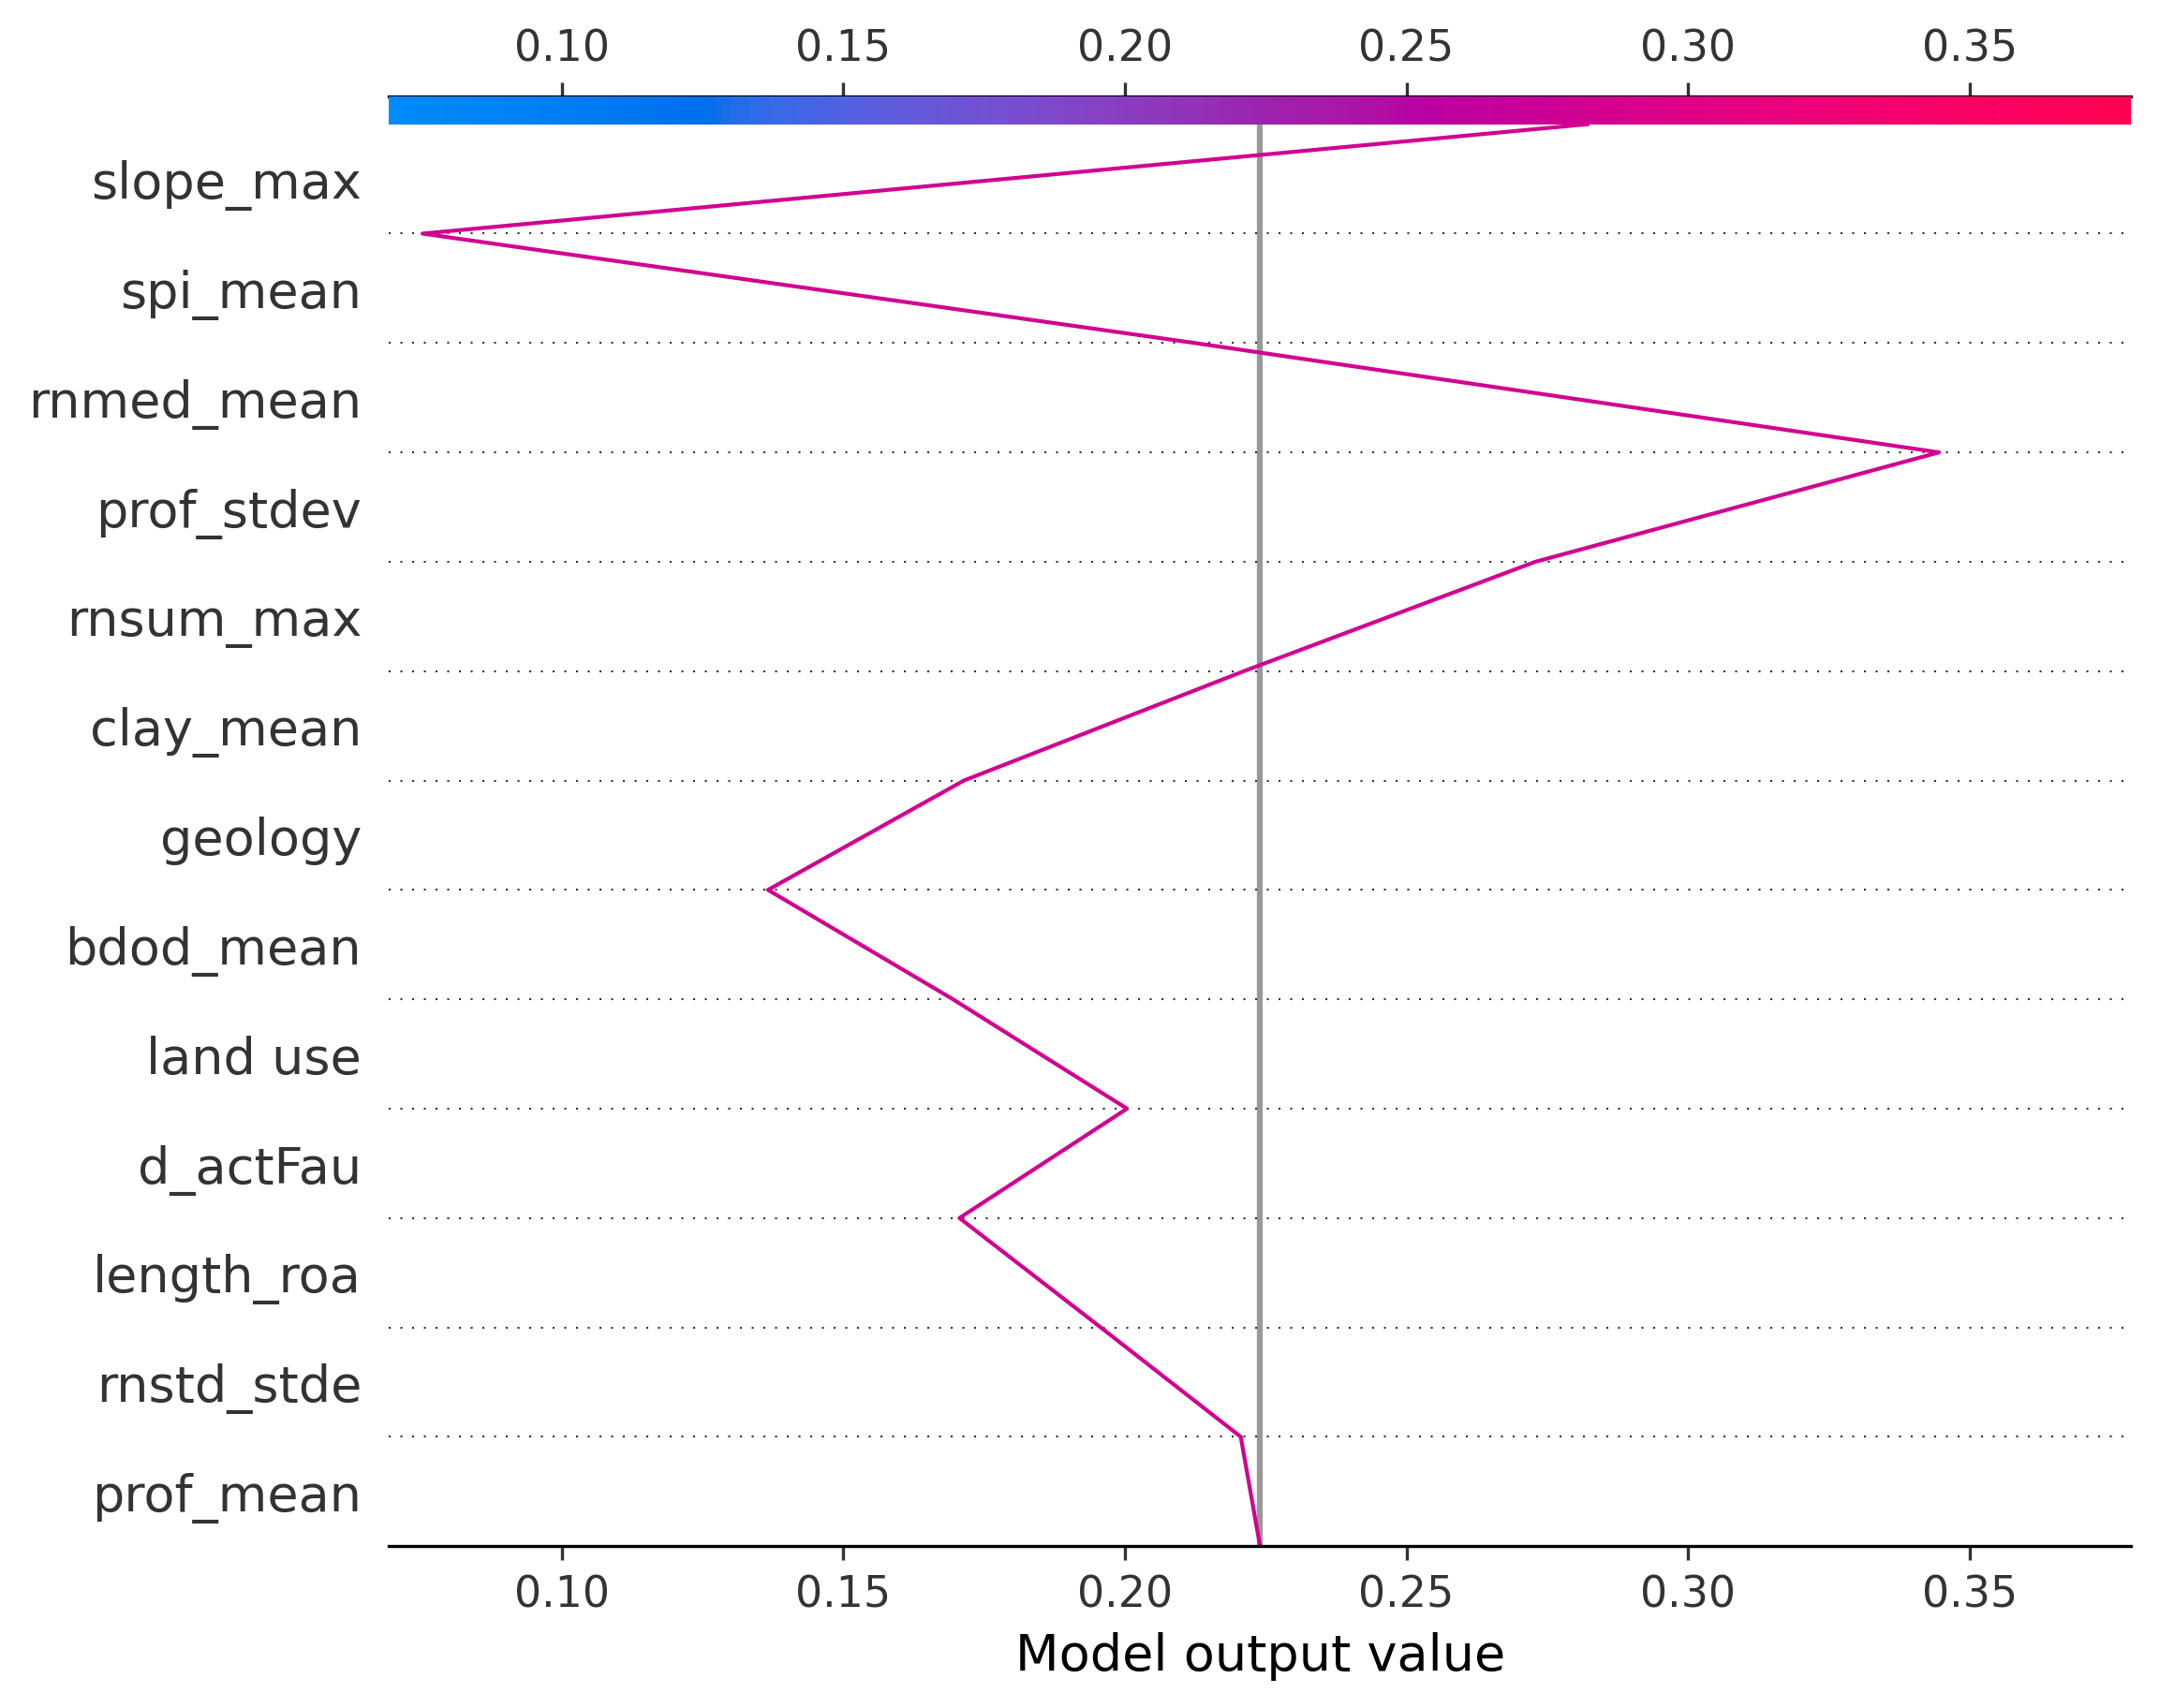 0.10 0.15 0.20 0.25 0.30 0.35
slope_max
spi_mean
rnmed_mean
prof_stdev
rnsum_max
clay_mean
geology
bdod_mean
land use
d_actFau
length_roa
rnstd_stde
prof_mean
0.10 0.15 0.20 0.25 0.30 0.35
Model output value